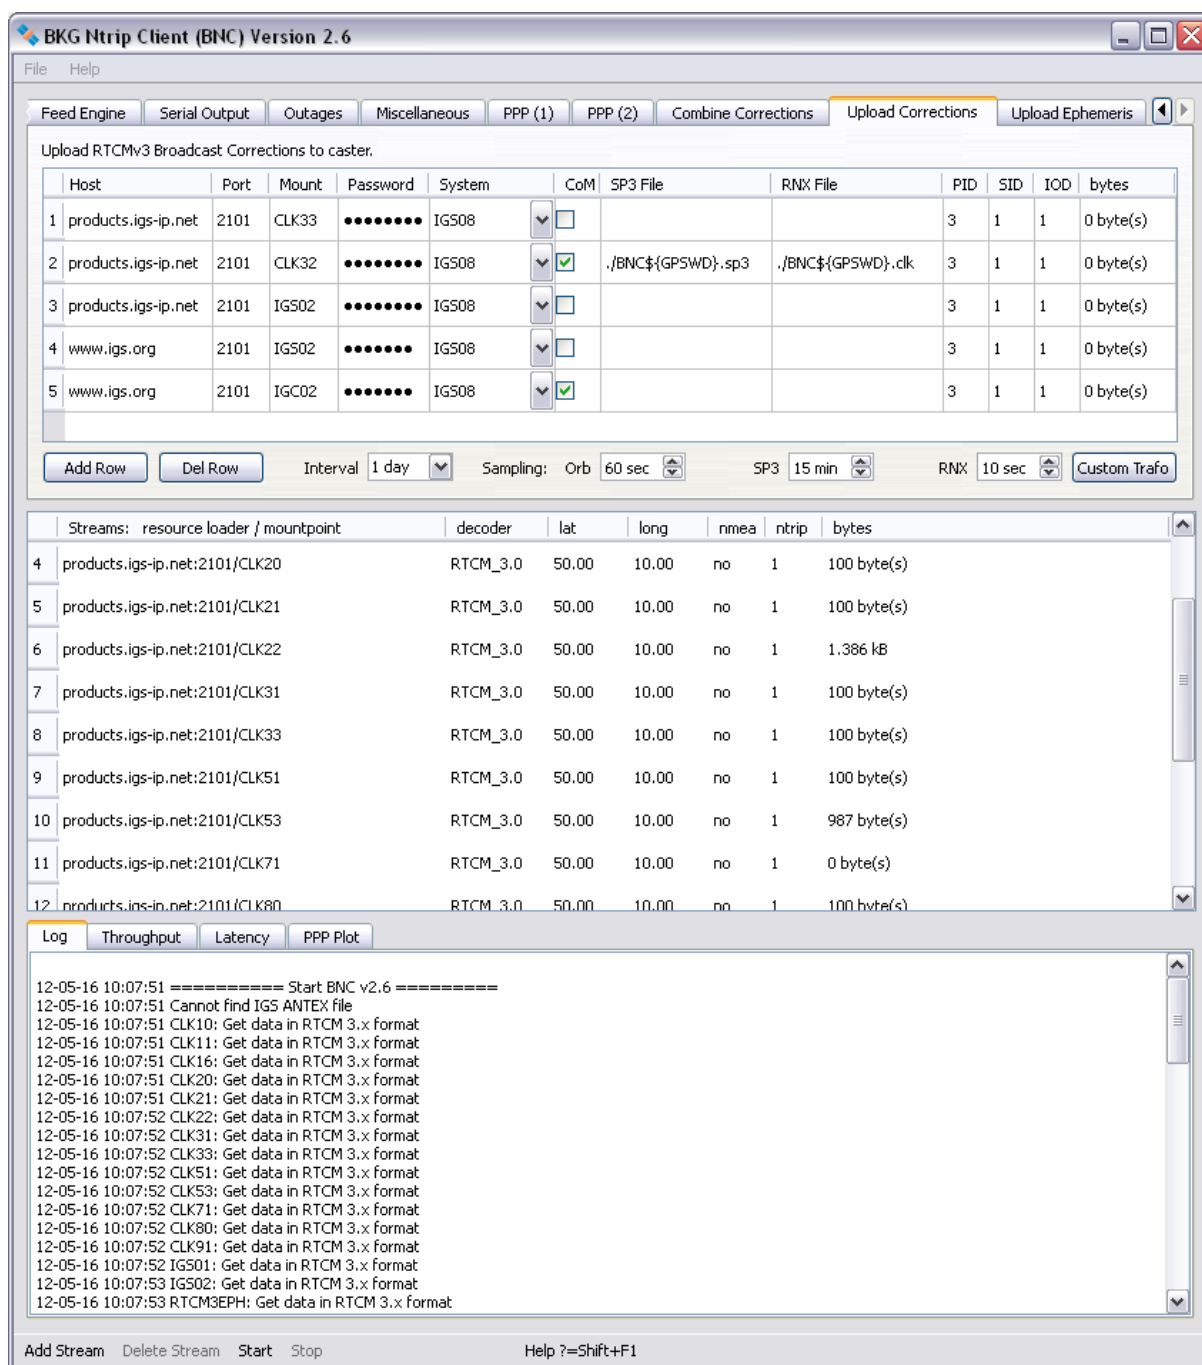 BKG Ntrip Client (BNC) Version 2.6
File Help
Feed Engine Serial Output Outages Miscellaneous PPP (1) PPP (2) Combine Corrections Upload Corrections Upload Ephemeris
Upload RTCMv3 Broadcast Corrections to caster.
Host Port Mount Password System CoM SP3 File RNX File PID SID IOD bytes
1 products.igs-ip.net 2101 CLK33 ●●●●●●●● IGS08 3 1 1 0 byte(s)
2 products.igs-ip.net 2101 CLK32 ●●●●●●●● IGS08 ./BNC${GPSWD}.sp3 ./BNC${GPSWD}.clk 3 1 1 0 byte(s)
3 products.igs-ip.net 2101 IGS02 ●●●●●●●● IGS08 3 1 1 0 byte(s)
4 www.igs.org 2101 IGS02 ●●●●●●● IGS08 3 1 1 0 byte(s)
5 www.igs.org 2101 IGC02 ●●●●●●● IGS08 3 1 1 0 byte(s)
Add Row Del Row Interval 1 day Sampling: Orb 60 sec SP3 15 min RNX 10 sec Custom Trafo
Streams: resource loader / mountpoint decoder lat long nmea ntrip bytes
4 products.igs-ip.net:2101/CLK20 RTCM_3.0 50.00 10.00 no 1 100 byte(s)
5 products.igs-ip.net:2101/CLK21 RTCM_3.0 50.00 10.00 no 1 100 byte(s)
6 products.igs-ip.net:2101/CLK22 RTCM_3.0 50.00 10.00 no 1 1.386 kB
7 products.igs-ip.net:2101/CLK31 RTCM_3.0 50.00 10.00 no 1 100 byte(s)
8 products.igs-ip.net:2101/CLK33 RTCM_3.0 50.00 10.00 no 1 100 byte(s)
9 products.igs-ip.net:2101/CLK51 RTCM_3.0 50.00 10.00 no 1 100 byte(s)
10 products.igs-ip.net:2101/CLK53 RTCM_3.0 50.00 10.00 no 1 987 byte(s)
11 products.igs-ip.net:2101/CLK71 RTCM_3.0 50.00 10.00 no 1 0 byte(s)
12 products.igs-ip.net:2101/CLK80 RTCM_3.0 50.00 10.00 no 1 100 byte(s)
Log Throughput Latency PPP Plot
12-05-16 10:07:51 ========== Start BNC v2.6 =========
12-05-16 10:07:51 Cannot find IGS ANTEX file
12-05-16 10:07:51 CLK10: Get data in RTCM 3.x format
12-05-16 10:07:51 CLK11: Get data in RTCM 3.x format
12-05-16 10:07:51 CLK16: Get data in RTCM 3.x format
12-05-16 10:07:51 CLK20: Get data in RTCM 3.x format
12-05-16 10:07:51 CLK21: Get data in RTCM 3.x format
12-05-16 10:07:52 CLK22: Get data in RTCM 3.x format
12-05-16 10:07:52 CLK31: Get data in RTCM 3.x format
12-05-16 10:07:52 CLK33: Get data in RTCM 3.x format
12-05-16 10:07:52 CLK51: Get data in RTCM 3.x format
12-05-16 10:07:52 CLK53: Get data in RTCM 3.x format
12-05-16 10:07:52 CLK71: Get data in RTCM 3.x format
12-05-16 10:07:52 CLK80: Get data in RTCM 3.x format
12-05-16 10:07:52 CLK91: Get data in RTCM 3.x format
12-05-16 10:07:52 IGS01: Get data in RTCM 3.x format
12-05-16 10:07:53 IGS02: Get data in RTCM 3.x format
12-05-16 10:07:53 RTCM3EPH: Get data in RTCM 3.x format
Add Stream Delete Stream Start Stop Help ?=Shift+F1